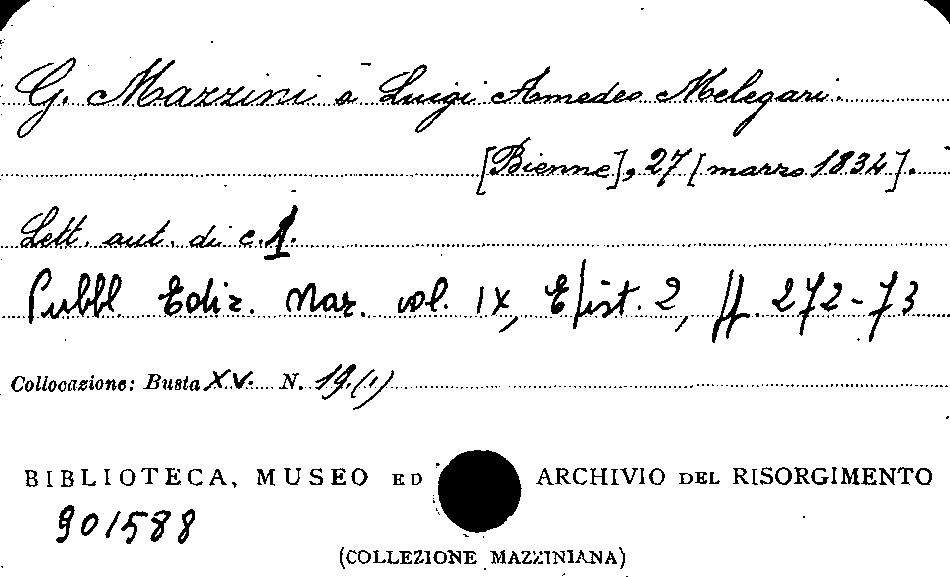 G. Mazzini a Luigi Amedeo Melegari.
[Bienne], 27 [marzo 1834].
Lett. aut. di c. 1.
Pubbl Ediz. Naz. vol. IX, Epist. 2, pp. 272-73
Collocazione: Busta XV. N. 19.(1)
BIBLIOTECA, MUSEO ED ARCHIVIO DEL RISORGIMENTO
901588
(COLLEZIONE MAZZINIANA)